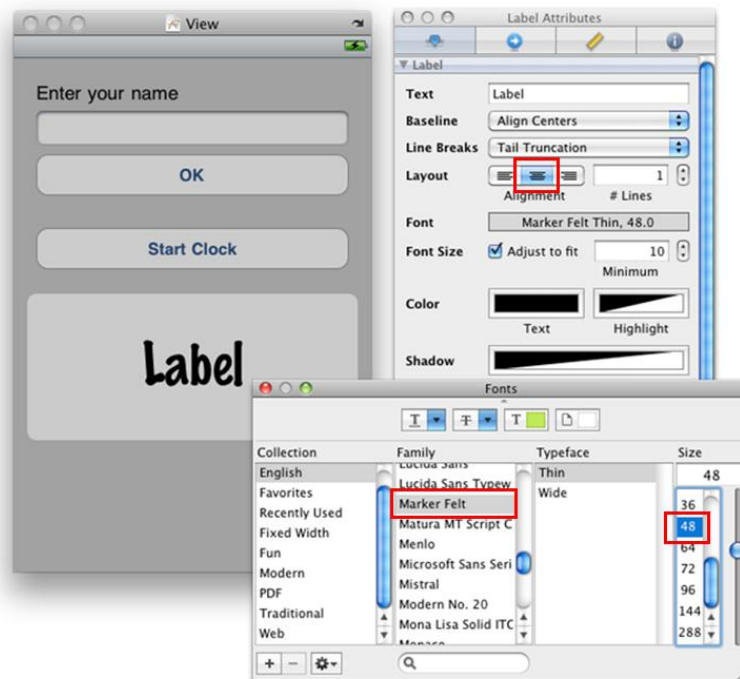 View
Enter your name
OK
Start Clock
Label
Label Attributes
Label
Text Label
Baseline Align Centers
Line Breaks Tail Truncation
Layout 1
Alignment # Lines
Font Marker Felt Thin, 48.0
Font Size Adjust to fit 10
Minimum
Color
Text Highlight
Shadow
Fonts
T T T
Collection Family Typeface Size
English Lucida Sans Thin 48
Favorites Lucida Sans Typew Wide
Recently Used Marker Felt 36
Fixed Width Matura MT Script C 48
Fun Menlo 64
Modern Microsoft Sans Seri 72
PDF Mistral 96
Traditional Modern No. 20 144
Web Mona Lisa Solid ITC 288
Monaco